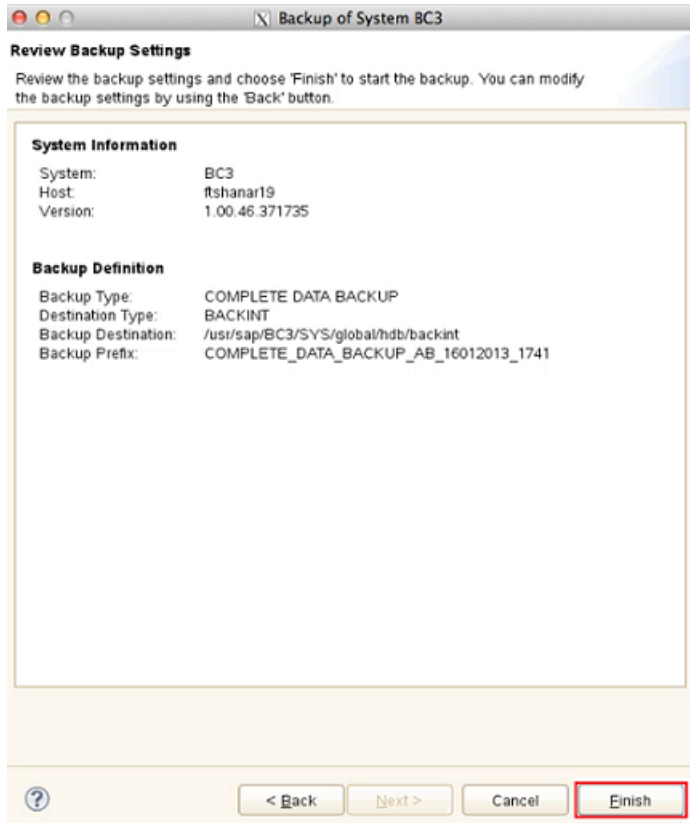 Backup of System BC3
Review Backup Settings
Review the backup settings and choose 'Finish' to start the backup. You can modify
the backup settings by using the 'Back' button.
System Information
System: BC3
Host: ftshanar19
Version: 1.00.46.371735
Backup Definition
Backup Type: COMPLETE DATA BACKUP
Destination Type: BACKINT
Backup Destination: /usr/sap/BC3/SYS/global/hdb/backint
Backup Prefix: COMPLETE_DATA_BACKUP_AB_16012013_1741
? < Back Next > Cancel Finish